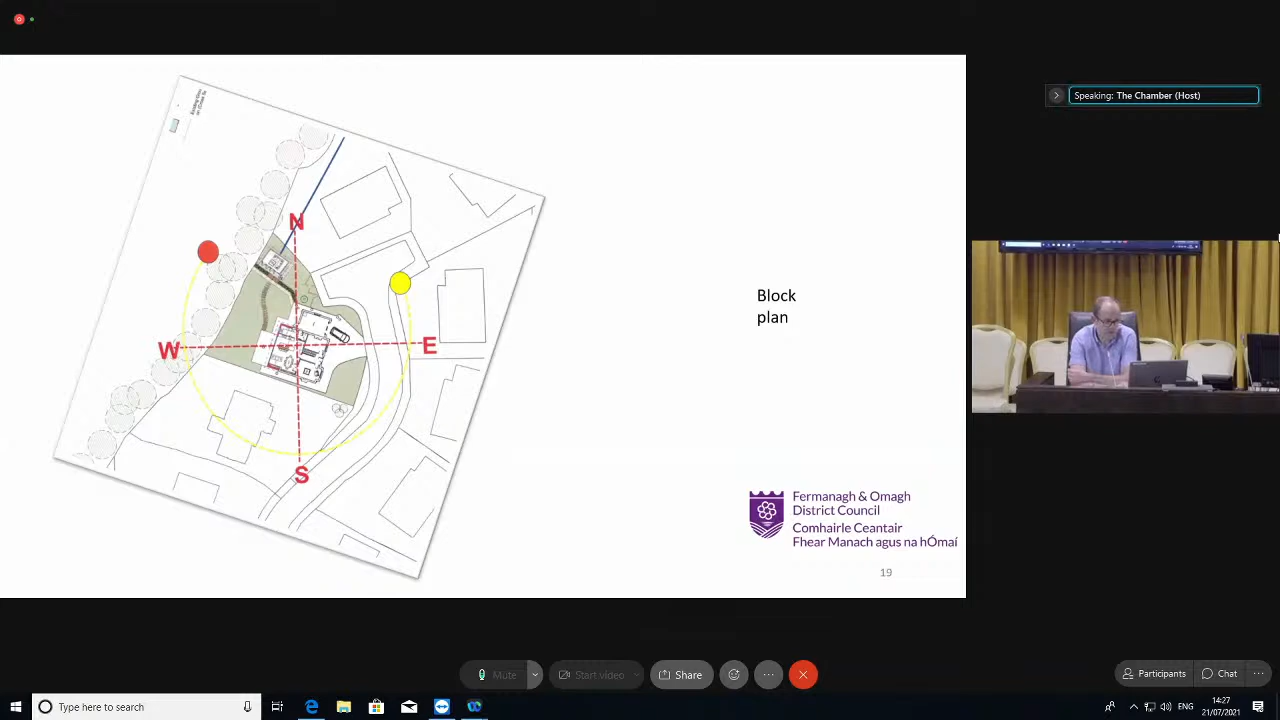 Speaking: The Chamber (Host)
N
W
E
S
Block
plan
Fermanagh & Omagh
District Council
Comhairle Ceantair
Fhear Manach agus na hÓmaí
19
Mute
Start video
Share
Participants
Chat
Type here to search
ENG
14:27
21/07/2021